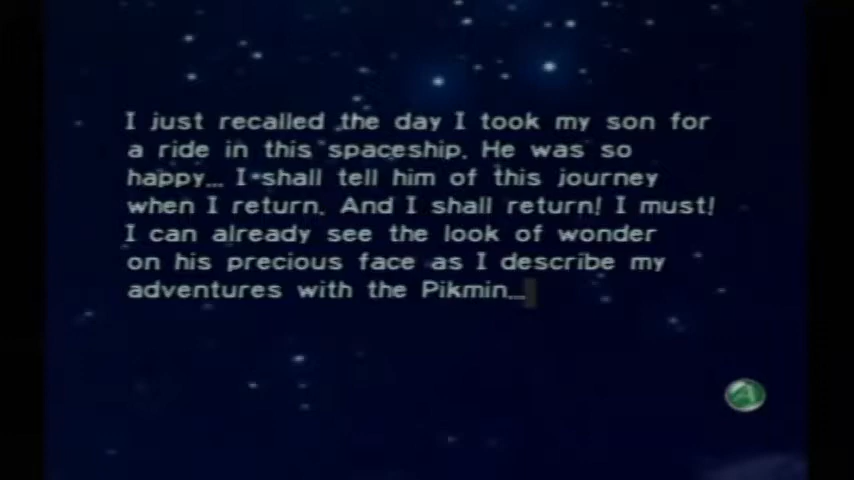 I just recalled the day I took my son for
a ride in this spaceship. He was so
happy... I shall tell him of this journey
when I return. And I shall return! I must!
I can already see the look of wonder
on his precious face as I describe my
adventures with the Pikmin...
A